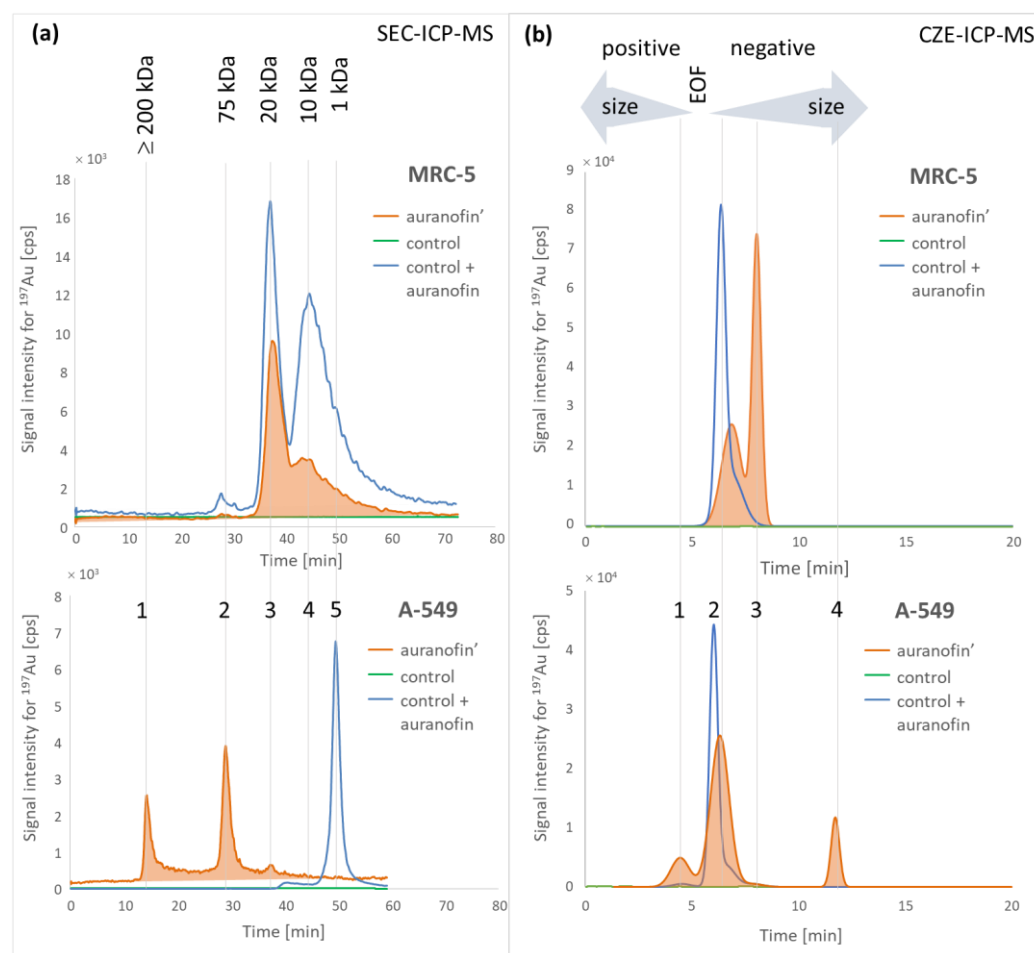 (a)
SEC-ICP-MS
≥ 200 kDa
75 kDa
20 kDa
10 kDa
1 kDa
× 10³
MRC-5
auranofin’
control
control +
auranofin
Signal intensity for ¹⁹⁷Au [cps]
18
16
14
12
10
8
6
4
2
0
0 10 20 30 40 50 60 70 80
Time [min]
× 10³
1 2 3 4 5 A-549
auranofin’
control
control +
auranofin
Signal intensity for ¹⁹⁷Au [cps]
8
7
6
5
4
3
2
1
0
0 10 20 30 40 50 60 70 80
Time [min]
(b)
CZE-ICP-MS
positive
negative
EOF
size
size
× 10⁴
MRC-5
auranofin’
control
control +
auranofin
Signal intensity for ¹⁹⁷Au [cps]
9
8
7
6
5
4
3
2
1
0
0 5 10 15 20
Time [min]
× 10⁴
1 2 3 4 A-549
auranofin’
control
control +
auranofin
Signal intensity for ¹⁹⁷Au [cps]
5
4
3
2
1
0
0 5 10 15 20
Time [min]